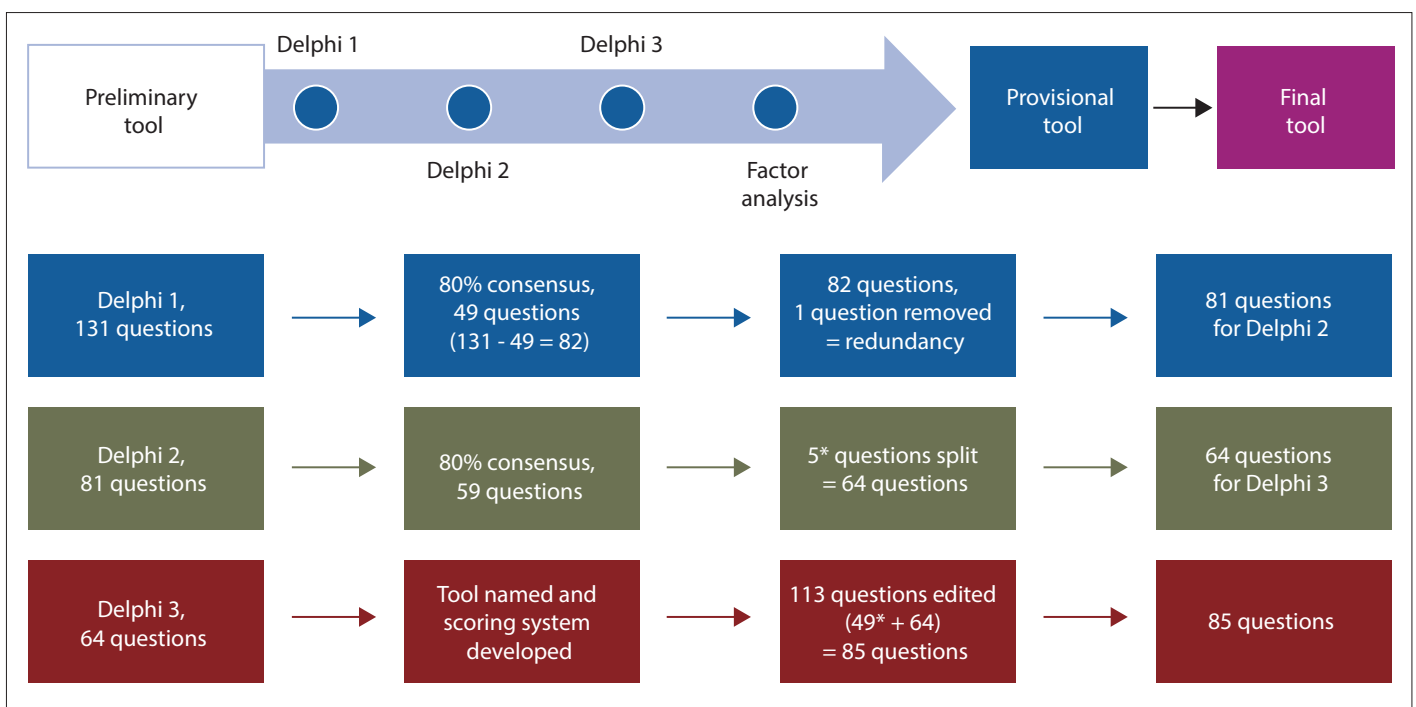 Delphi 1
Delphi 3
Preliminary
tool
Provisional
tool
Final
tool
Delphi 2
Factor
analysis
Delphi 1,
131 questions
80% consensus,
49 questions
(131 - 49 = 82)
82 questions,
1 question removed
= redundancy
81 questions
for Delphi 2
Delphi 2,
81 questions
80% consensus,
59 questions
5* questions split
= 64 questions
64 questions
for Delphi 3
Delphi 3,
64 questions
Tool named and
scoring system
developed
113 questions edited
(49* + 64)
= 85 questions
85 questions